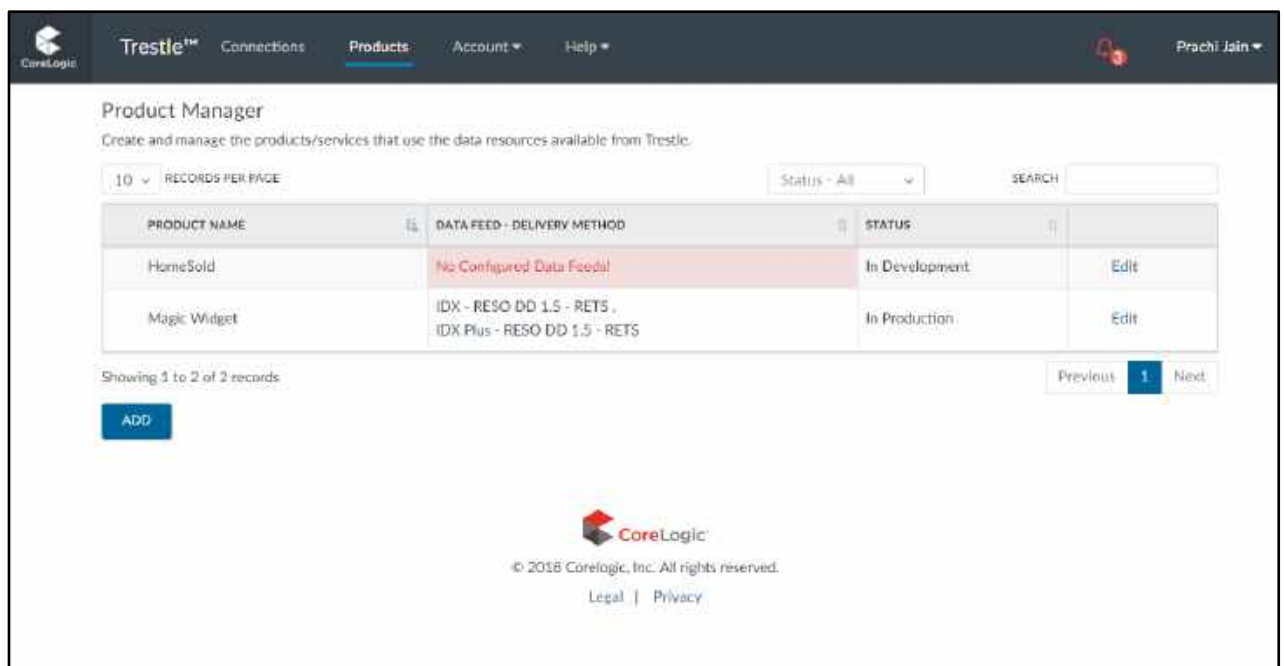 CoreLogic
Trestle™ Connections Products Account Help 3 Prachi Jain
Product Manager
Create and manage the products/services that use the data resources available from Trestle.
10 RECORDS PER PAGE Status - All SEARCH
PRODUCT NAME DATA FEED - DELIVERY METHOD STATUS
HomeSold No Configured Data Feeds! In Development Edit
Magic Widget IDX - RESO DD 1.5 - RETS , In Production Edit
IDX Plus - RESO DD 1.5 - RETS
Showing 1 to 2 of 2 records Previous 1 Next
ADD
CoreLogic
© 2018 Corelogic, Inc. All rights reserved.
Legal | Privacy